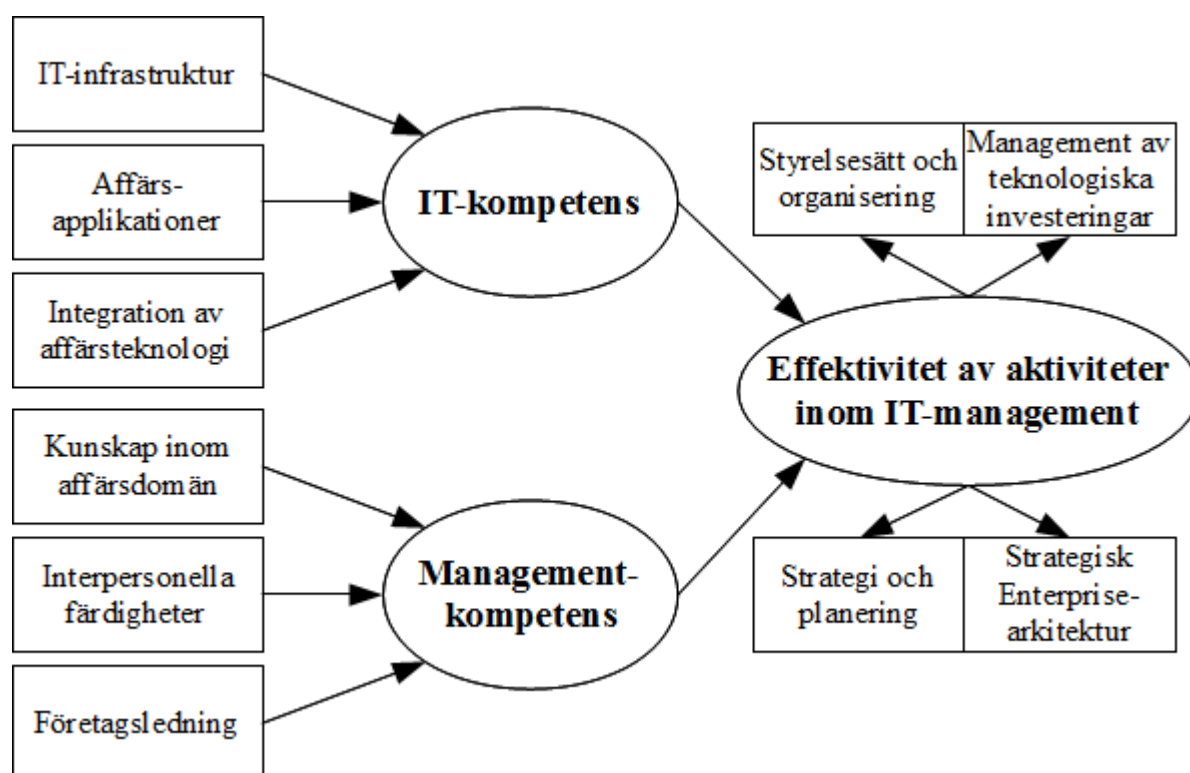 IT-infrastruktur
Affärs-
applikationer
Integration av
affärsteknologi
Kunskap inom
affärsdomän
Interpersonella
färdigheter
Företagsledning
IT-kompetens
Management-
kompetens
Styrelsesätt och
organisering
Management av
teknologiska
investeringar
Effektivitet av aktiviteter
inom IT-management
Strategi och
planering
Strategisk
Enterprise-
arkitektur